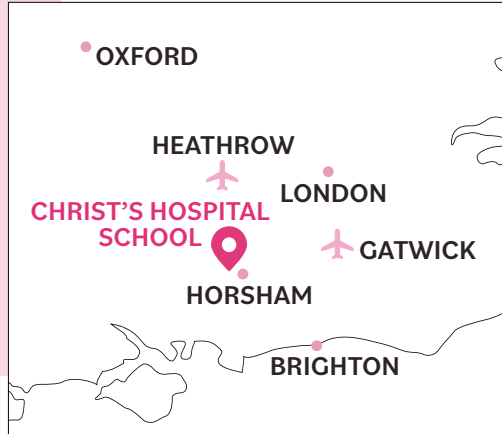 OXFORD
HEATHROW
LONDON
CHRIST'S HOSPITAL
SCHOOL
GATWICK
HORSHAM
BRIGHTON